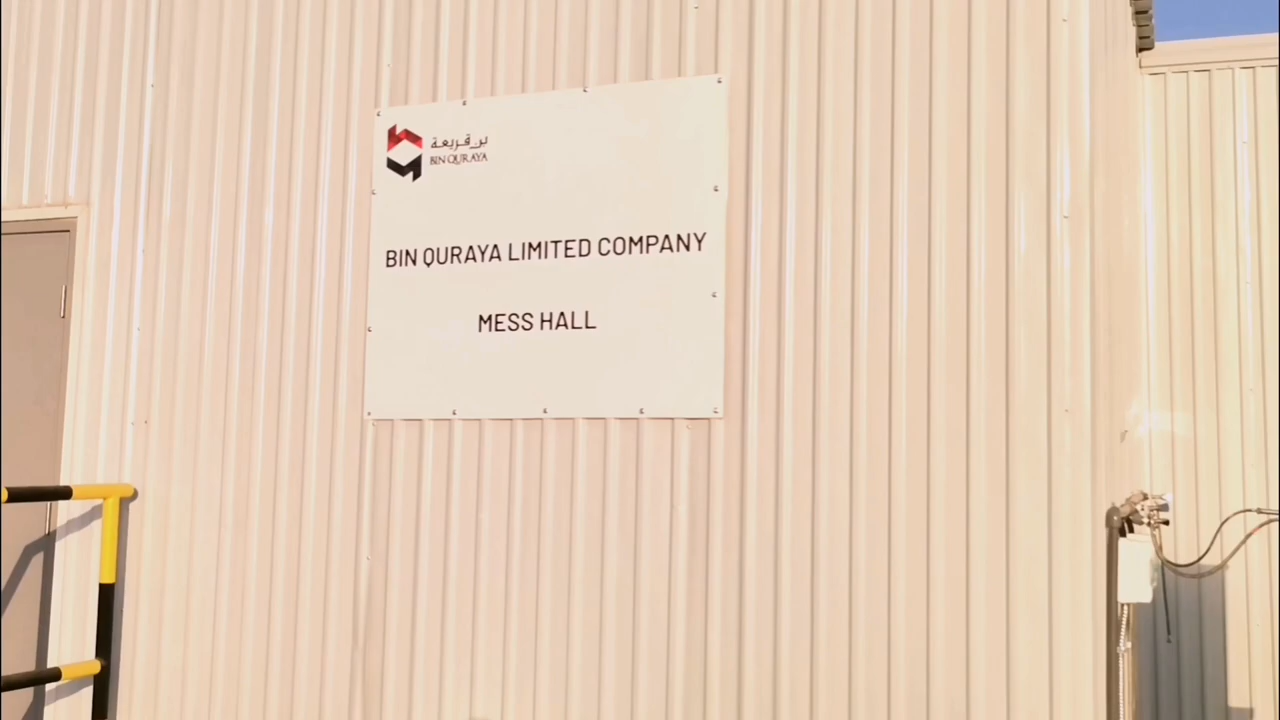 بن قريعة
BIN QURAYA
BIN QURAYA LIMITED COMPANY
MESS HALL